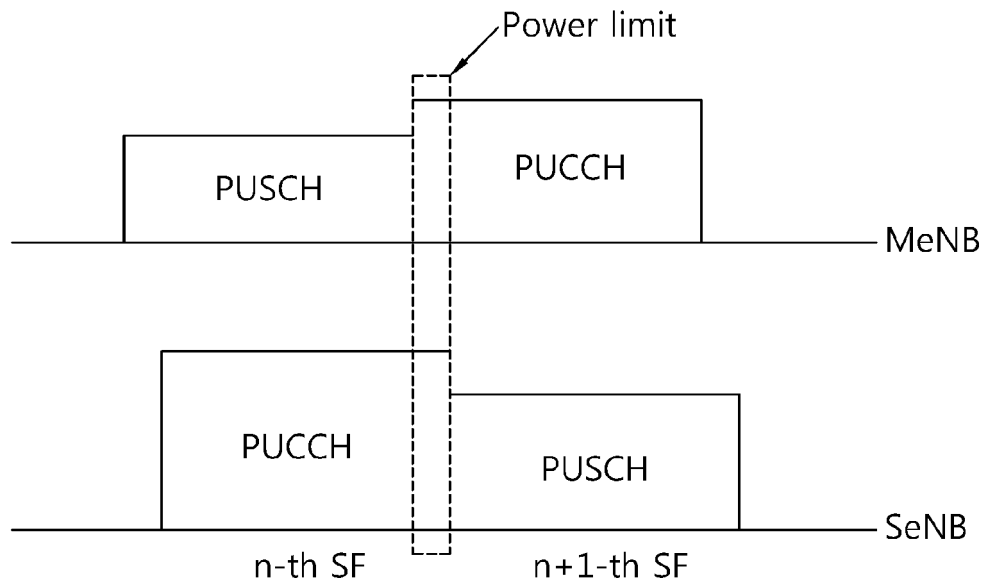 Power limit
PUSCH
PUCCH
MeNB
PUCCH
PUSCH
SeNB
n-th SF
n+1-th SF